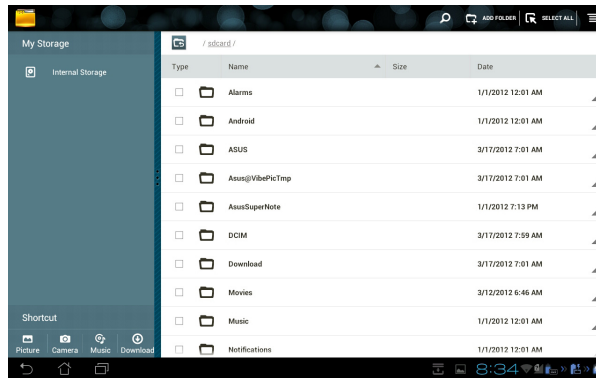 ADD FOLDER SELECT ALL
My Storage
/ sdcard /
Internal Storage
Type Name Size Date
Alarms 1/1/2012 12:01 AM
Android 1/1/2012 12:01 AM
ASUS 3/17/2012 7:01 AM
Asus@VibePicTmp 3/17/2012 7:01 AM
AsusSuperNote 1/1/2012 7:13 PM
DCIM 3/17/2012 7:59 AM
Download 3/17/2012 7:01 AM
Movies 3/12/2012 6:46 AM
Music 1/1/2012 12:01 AM
Notifications 1/1/2012 12:01 AM
Shortcut
Picture Camera Music Download
8:34